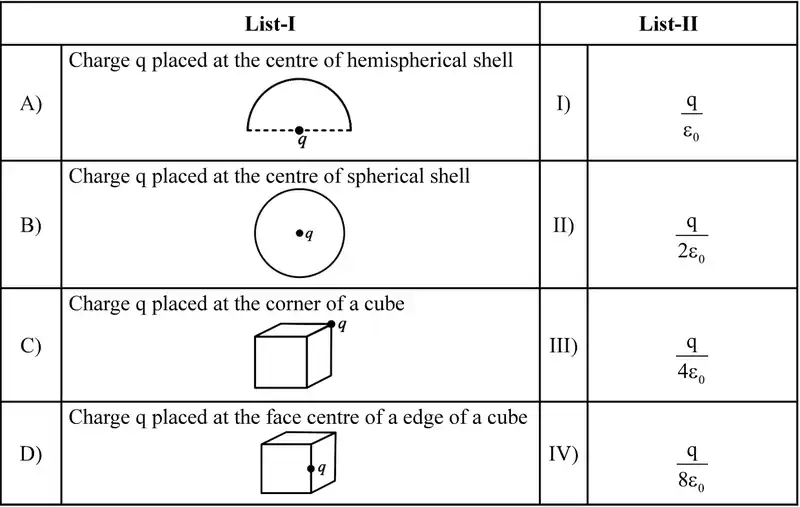 List-I List-II
A) Charge q placed at the centre of hemispherical shell
q
I) q/ε₀
B) Charge q placed at the centre of spherical shell
q
II) q/2ε₀
C) Charge q placed at the corner of a cube
q
III) q/4ε₀
D) Charge q placed at the face centre of a edge of a cube
q
IV) q/8ε₀